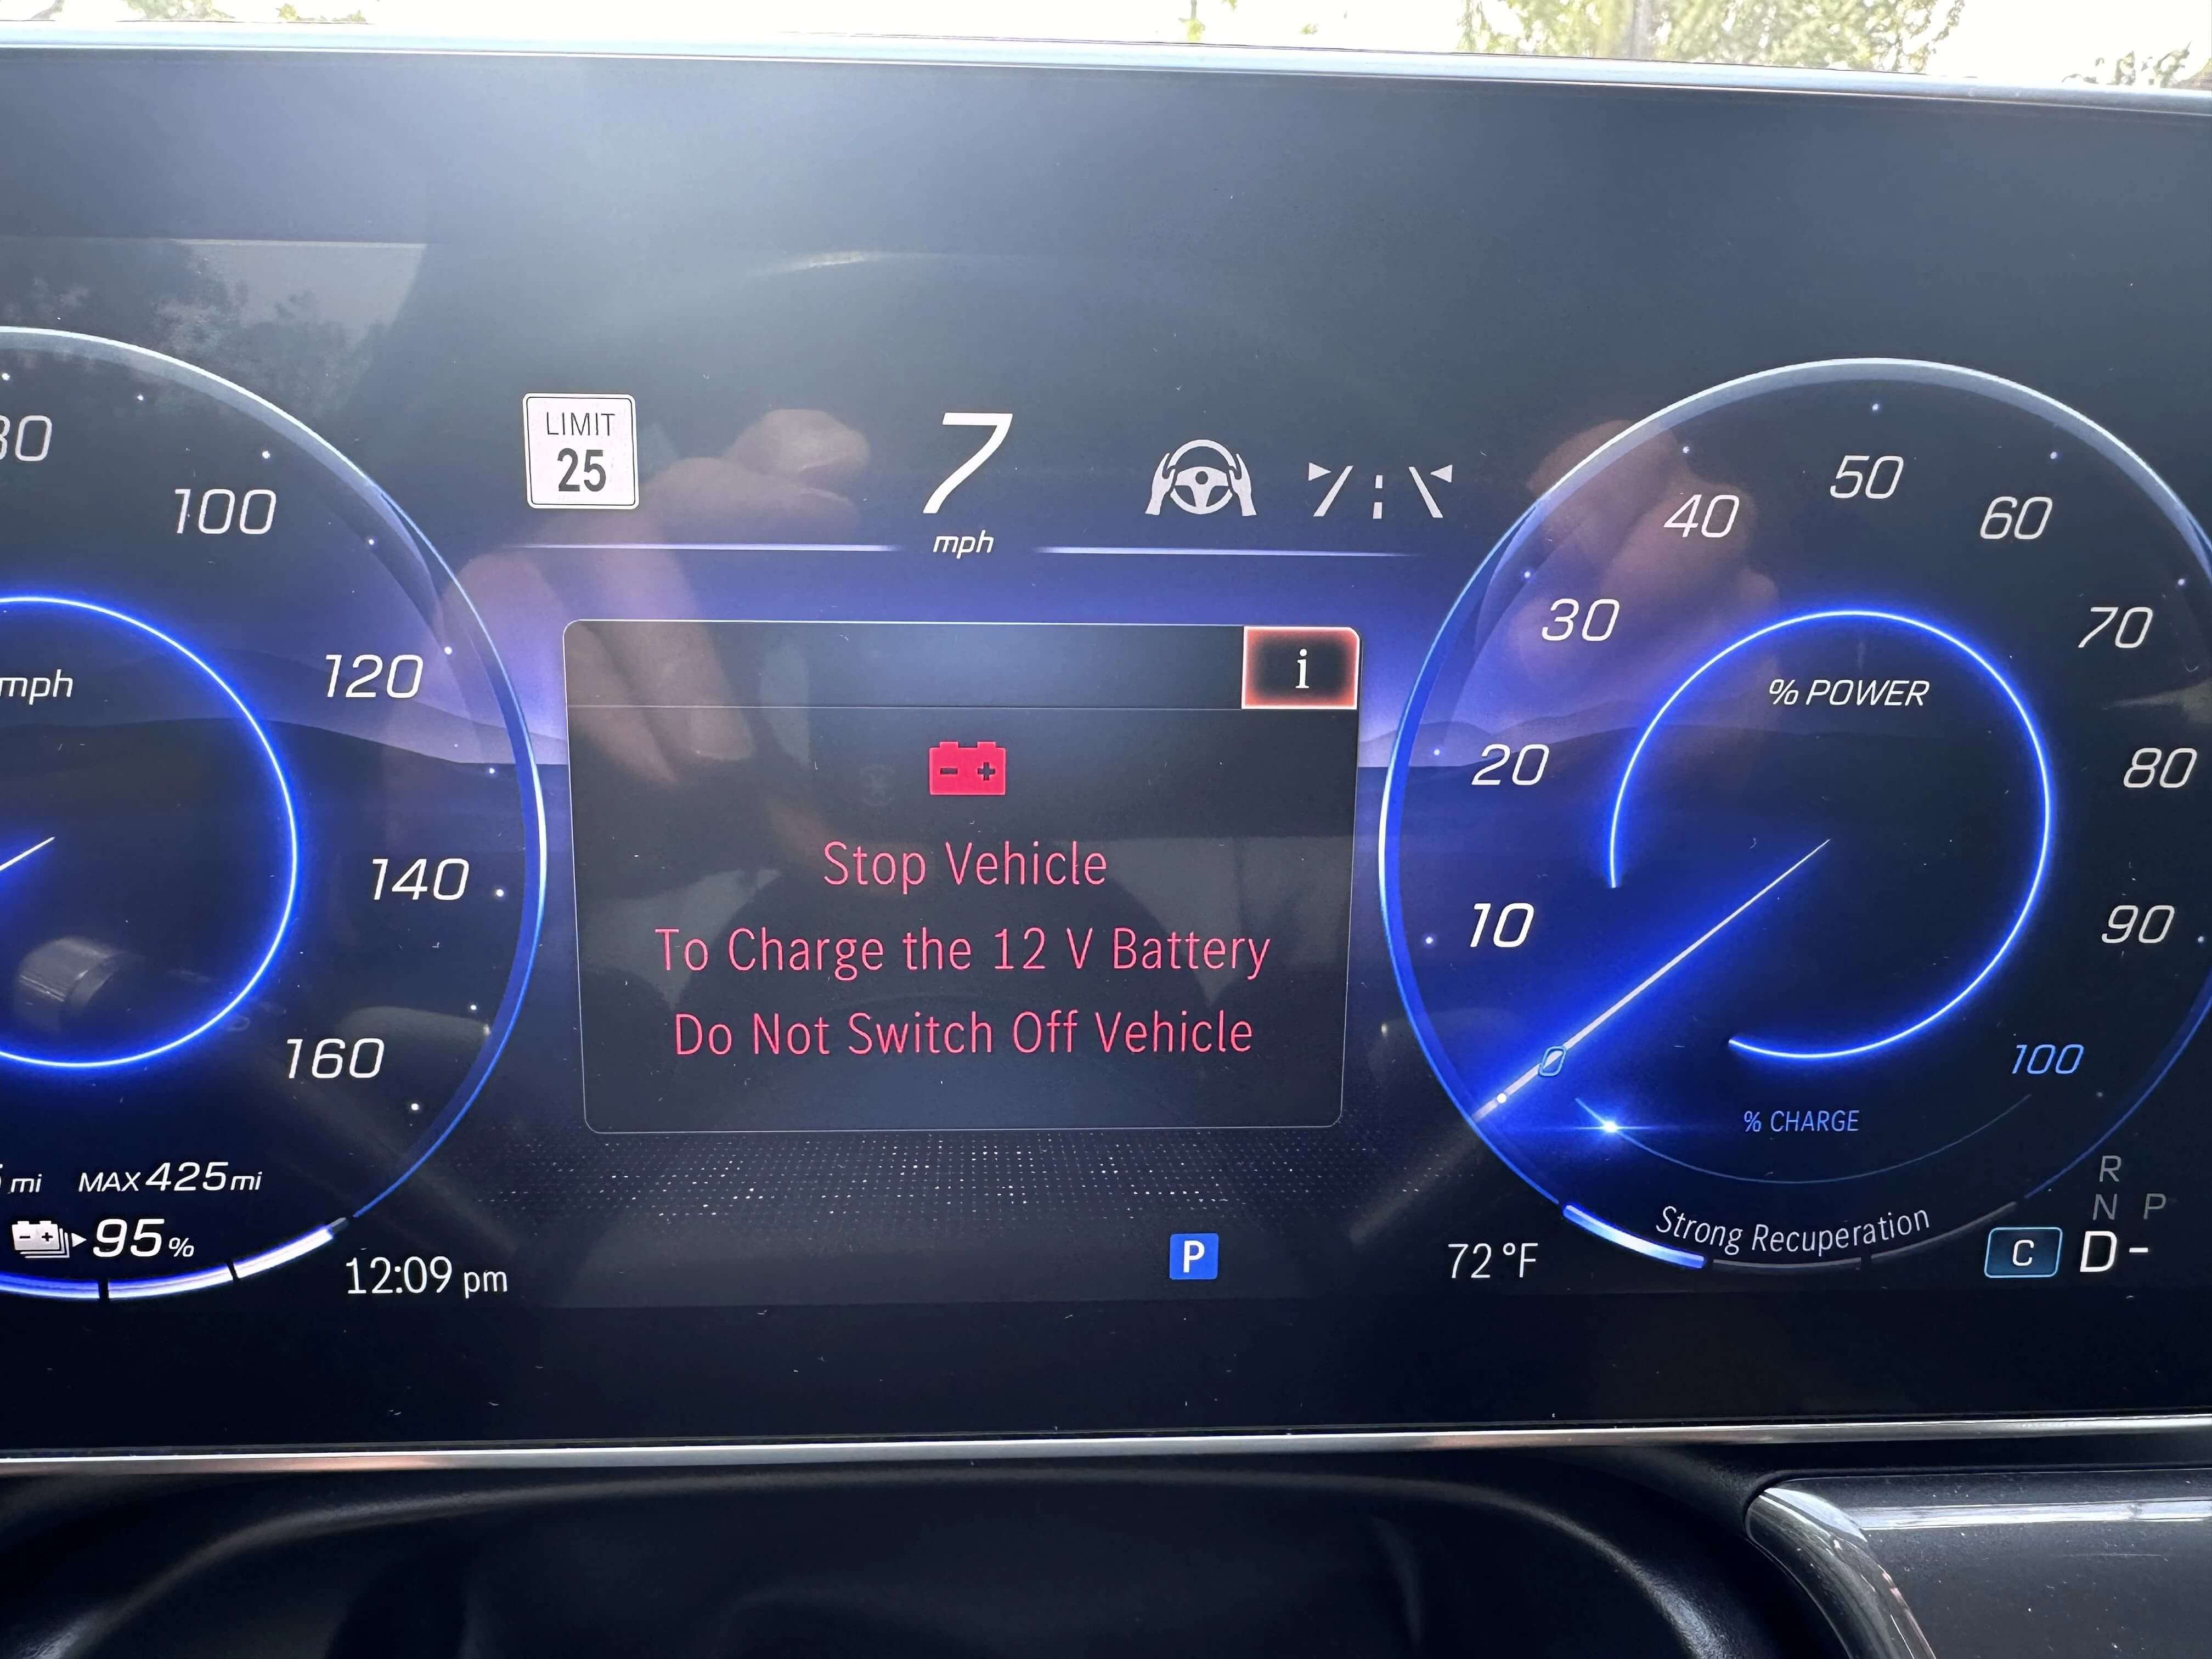 LIMIT
25
7
mph
100
120
140
160
mph
mi MAX 425 mi
95 %
12:09 pm
i
- +
Stop Vehicle
To Charge the 12 V Battery
Do Not Switch Off Vehicle
P
72 °F
10
20
30
40
50
60
70
80
90
% POWER
100
% CHARGE
Strong Recuperation
R
N P
C D-